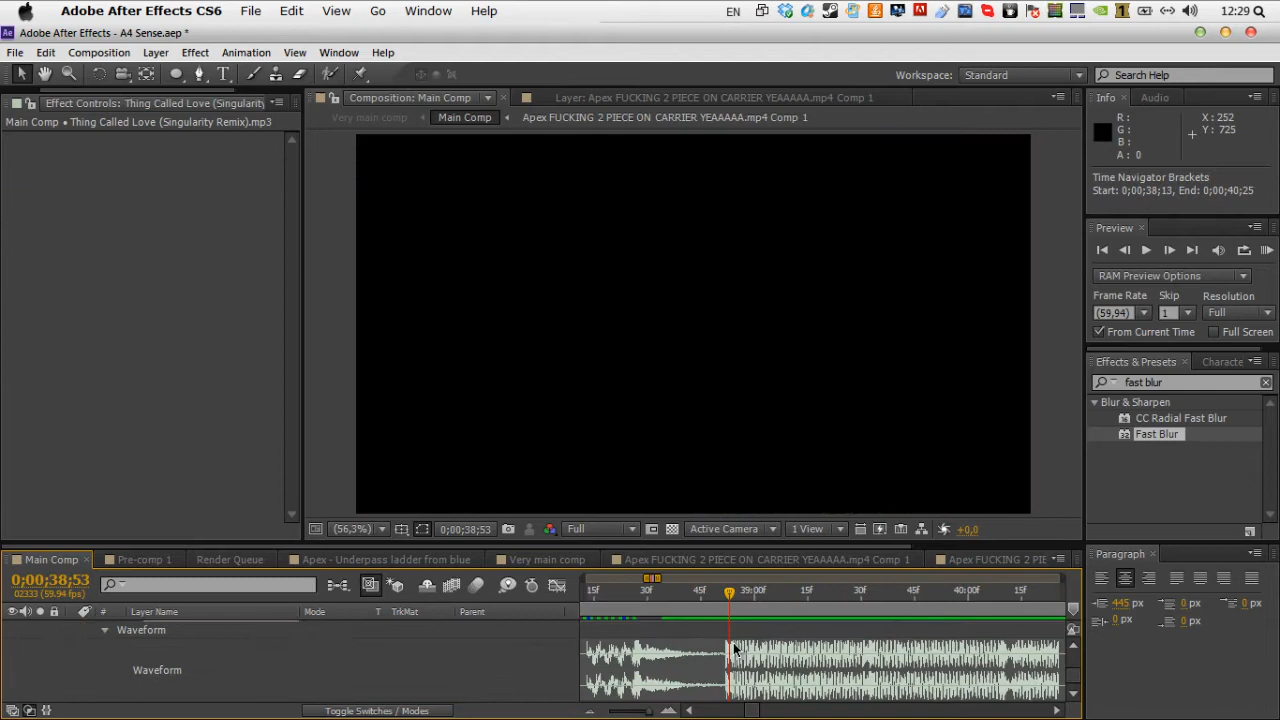 Adobe After Effects CS6 File Edit View Go Window Help EN 12:29
Adobe After Effects - A4 Sense.aep *
File Edit Composition Layer Effect Animation View Window Help
Workspace: Standard Search Help
Effect Controls: Thing Called Love (Singularity
Main Comp • Thing Called Love (Singularity Remix).mp3
Composition: Main Comp Layer: Apex FUCKING 2 PIECE ON CARRIER YEAAAAA.mp4 Comp 1
Very main comp Main Comp Apex FUCKING 2 PIECE ON CARRIER YEAAAAA.mp4 Comp 1
Info Audio
R: X: 252
G: Y: 725
B:
A: 0
Time Navigator Brackets
Start: 0;00;38;13, End: 0;00;40;25
Preview
RAM Preview Options
Frame Rate Skip Resolution
(59,94) 1 Full
From Current Time Full Screen
Effects & Presets Characte
fast blur
Blur & Sharpen
CC Radial Fast Blur
Fast Blur
(56,3%) 0;00;38;53 Full Active Camera 1 View +0,0
Main Comp Pre-comp 1 Render Queue Apex - Underpass ladder from blue Very main comp Apex FUCKING 2 PIECE ON CARRIER YEAAAAA.mp4 Comp 1 Apex FUCKING 2 PIE
0;00;38;53
02333 (59.94 fps)
15f 30f 45f 39:00f 15f 30f 45f 40:00f 15f
# Layer Name Mode T TrkMat Parent
Waveform
Waveform
Toggle Switches / Modes
Paragraph
445 px 0 px 0 px
0 px 0 px